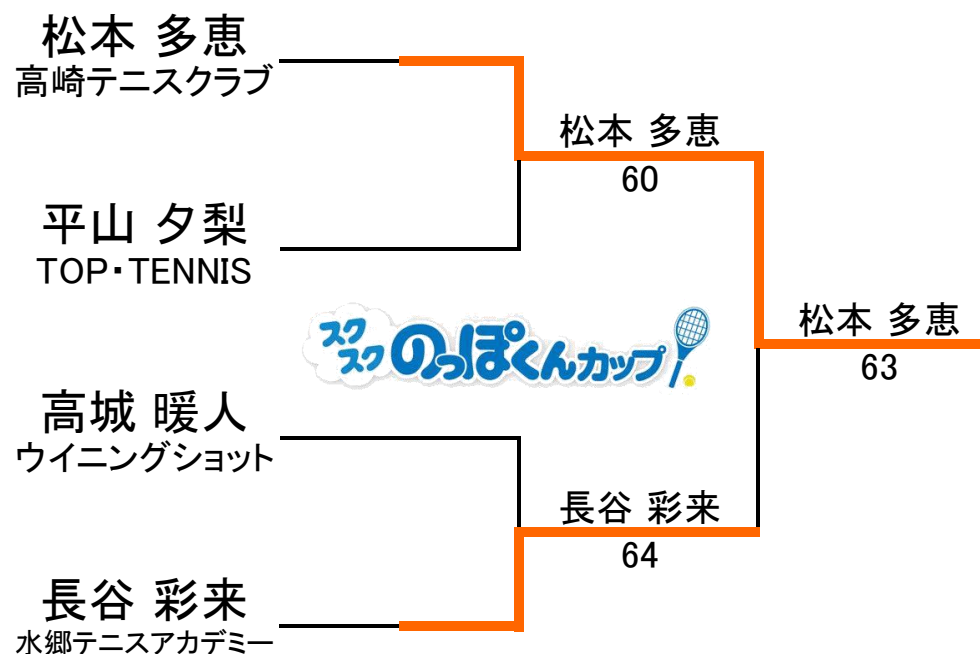 松本 多恵
高崎テニスクラブ
松本 多恵
60
平山 夕梨
TOP・TENNIS
スク
スク のっぽくんカップ
松本 多恵
63
高城 暖人
ウイニングショット
長谷 彩来
64
長谷 彩来
水郷テニスアカデミー